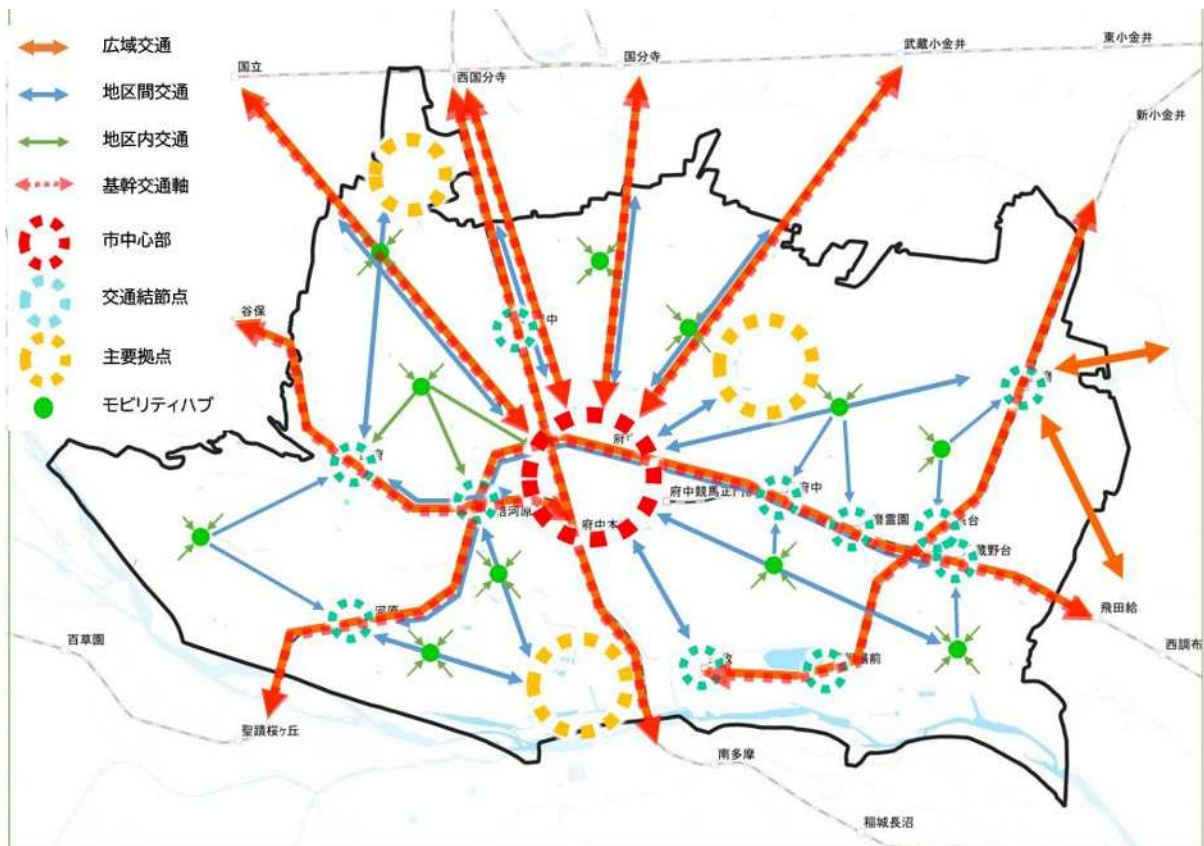 広域交通
地区間交通
地区内交通
基幹交通軸
市中心部
交通結節点
主要拠点
モビリティハブ
国立
西国分寺
国分寺
武蔵小金井
東小金井
新小金井
谷保
府中競馬正門
府中
府中本
飛田給
西調布
百草園
聖蹟桜ヶ丘
南多摩
稲城長沼